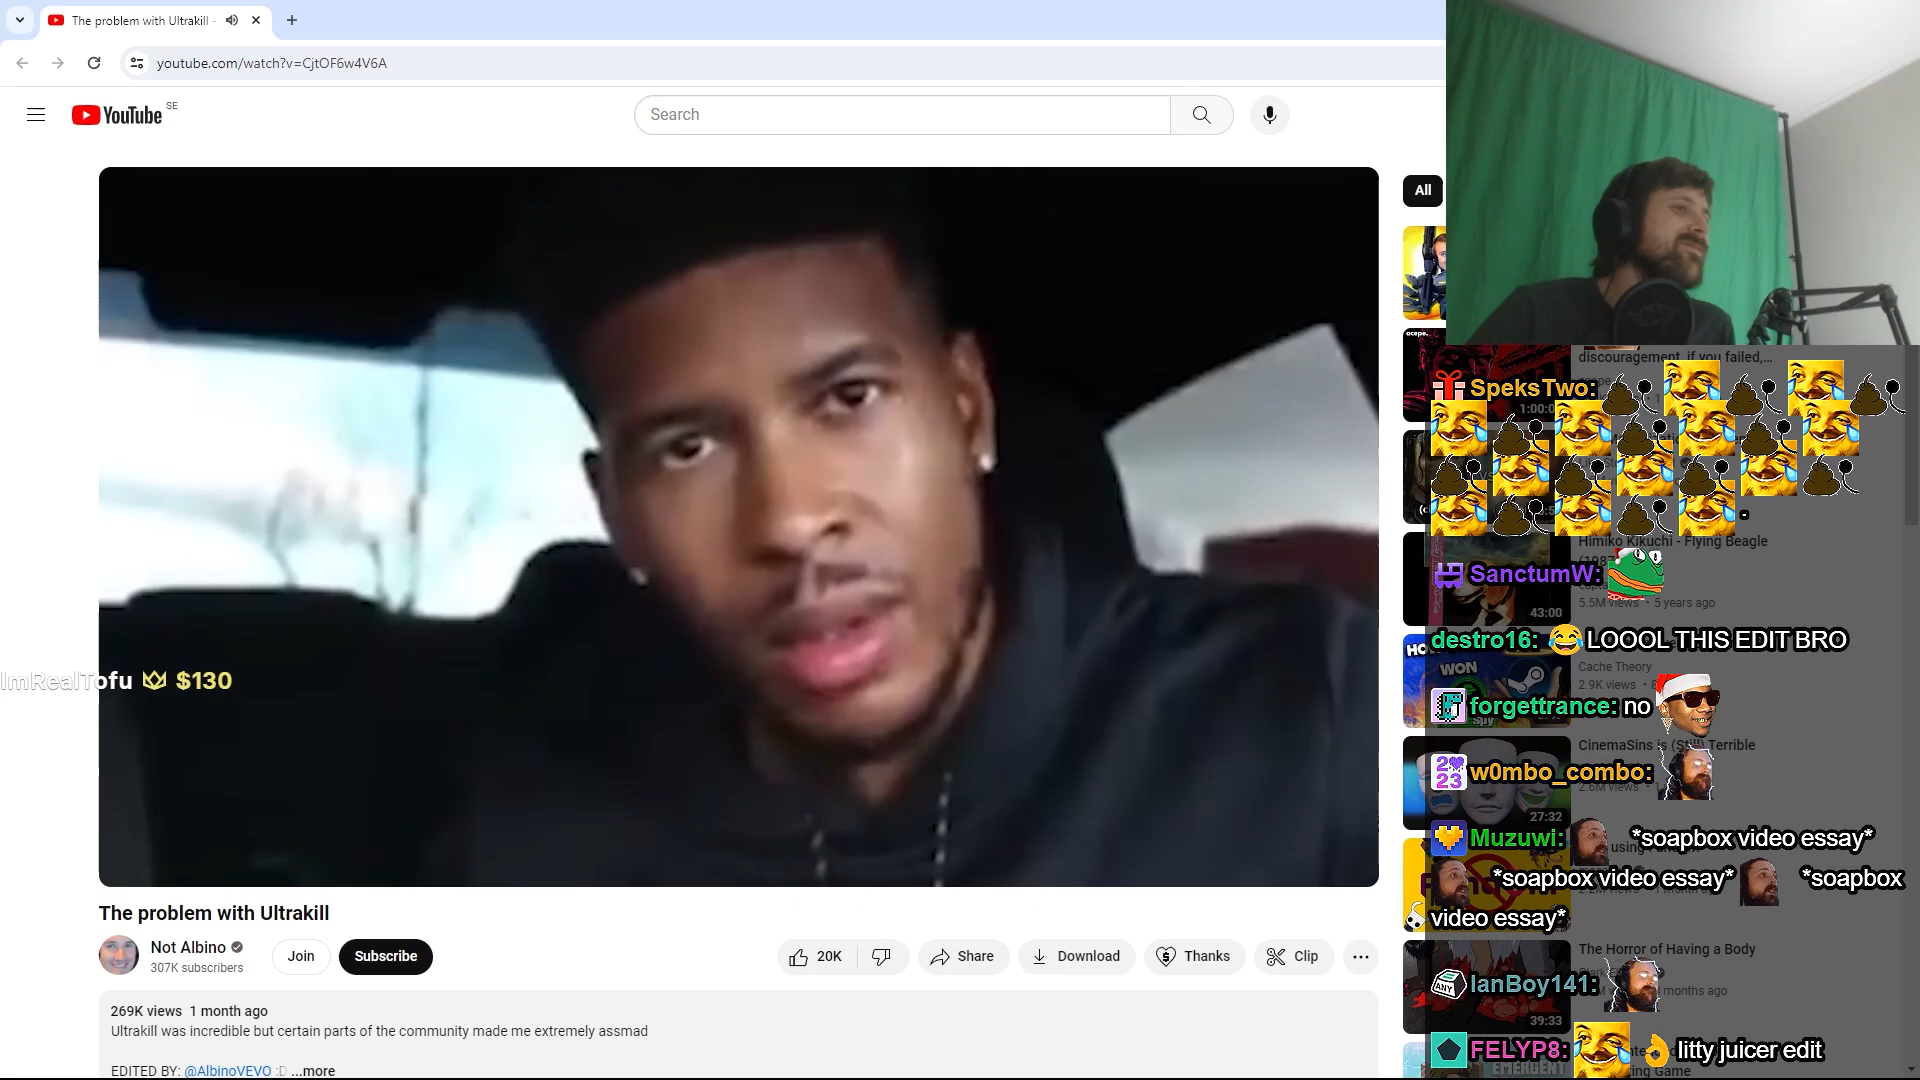 The problem with Ultrakill -
youtube.com/watch?v=CjtOF6w4V6A
YouTube SE
Search
All
discouragement, if you failed,...
acepe.
SpeksTwo:
1:00:0
Himiko Kikuchi - Flying Beagle
SanctumW:
5.5M views • 5 years ago
43:00
destro16: LOOOL THIS EDIT BRO
WON
Cache Theory
2.9K views
ImRealTofu $130
forgettrance: no
CinemaSins is (Still) Terrible
2023 w0mbo_combo:
2.6M views
27:32
Muzuwi: *soapbox video essay*
using
*soapbox video essay* *soapbox
video essay*
The problem with Ultrakill
Not Albino
307K subscribers
Join
Subscribe
20K
Share
Download
Thanks
Clip
The Horror of Having a Body
ANY IanBoy141:
months ago
39:33
269K views 1 month ago
Ultrakill was incredible but certain parts of the community made me extremely assmad
FELYP8: litty juicer edit
EDITED BY: @AlbinoVEVO :D ...more
EMERGENT
ing Game